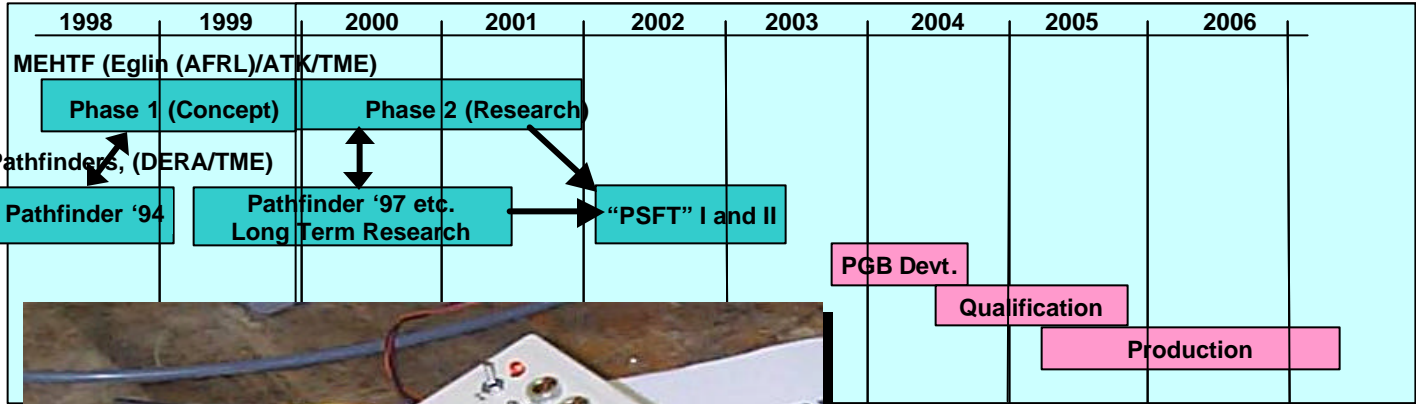 1998 1999 2000 2001 2002 2003 2004 2005 2006
MEHTF (Eglin (AFRL)/ATK/TME)
Phase 1 (Concept) Phase 2 (Research)
Pathfinders, (DERA/TME)
Pathfinder ‘94
Pathfinder ‘97 etc.
Long Term Research
“PSFT” I and II
PGB Devt.
Qualification
Production